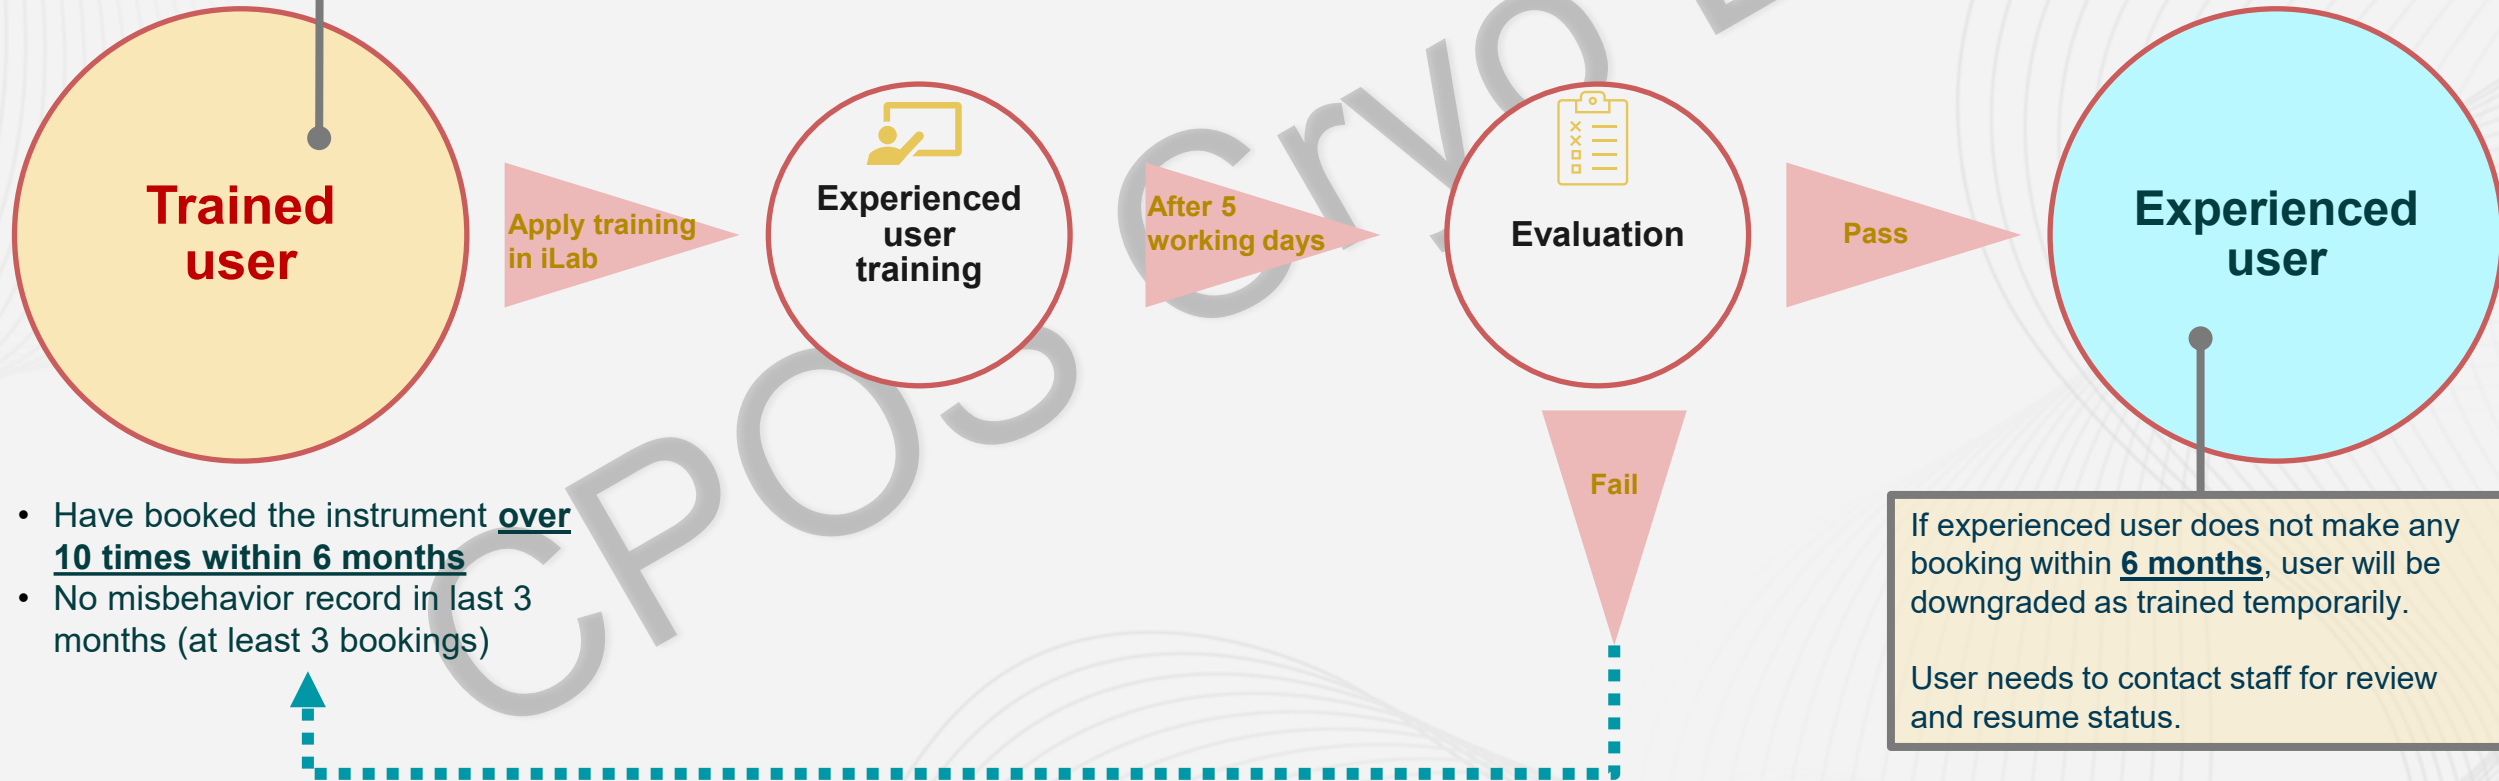 Trained
user
Apply training
in iLab
Experienced
user
training
After 5
working days
Evaluation
Pass
Experienced
user
Fail
• Have booked the instrument over
10 times within 6 months
• No misbehavior record in last 3
months (at least 3 bookings)
If experienced user does not make any
booking within 6 months, user will be
downgraded as trained temporarily.
User needs to contact staff for review
and resume status.
CPOS Cryo